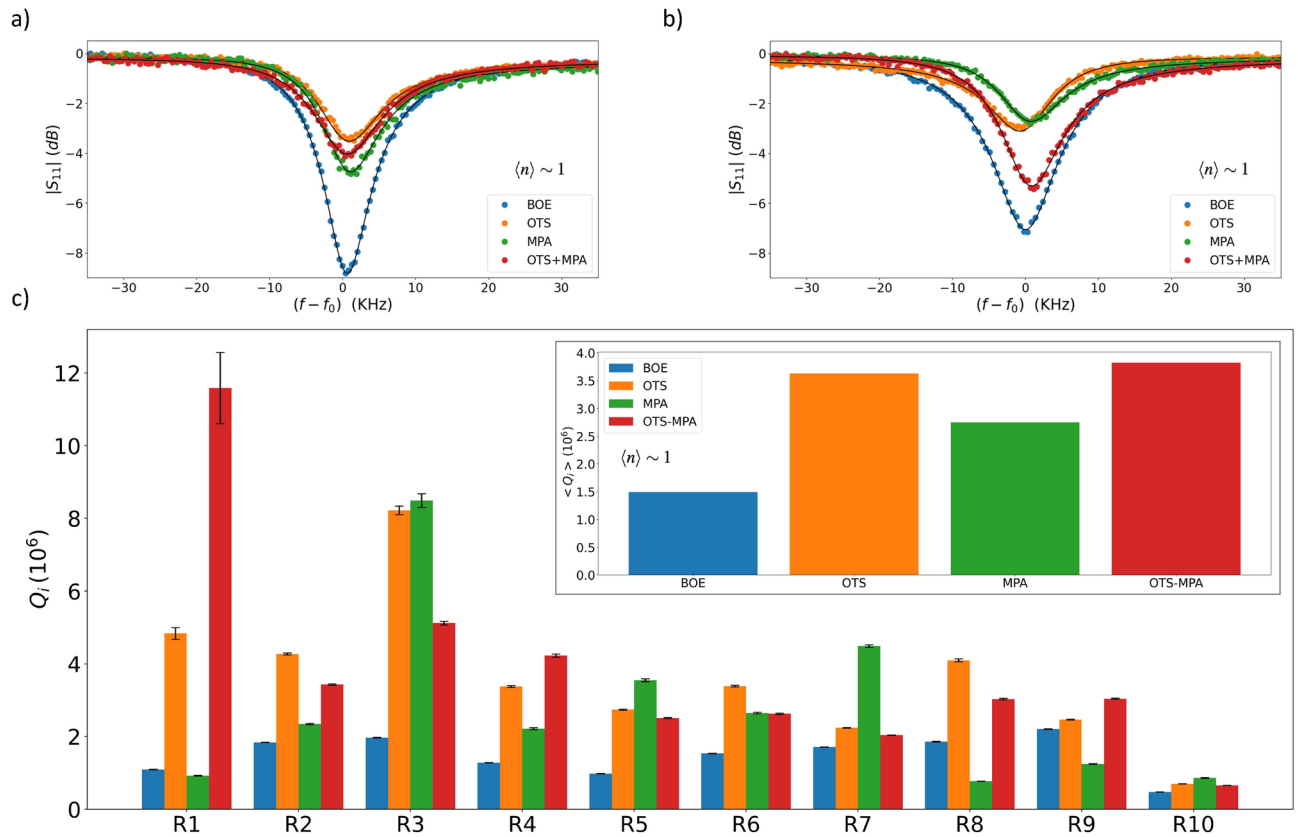 a)
0
−2
−4
−6
−8
|S₁₁| (dB)
⟨n⟩ ∼ 1
BOE
OTS
MPA
OTS+MPA
−30 −20 −10 0 10 20 30
(f − f₀) (KHz)
b)
0
−2
−4
−6
−8
|S₁₁| (dB)
⟨n⟩ ∼ 1
BOE
OTS
MPA
OTS+MPA
−30 −20 −10 0 10 20 30
(f − f₀) (KHz)
c)
12
10
8
6
4
2
0
Qᵢ (10⁶)
R1 R2 R3 R4 R5 R6 R7 R8 R9 R10
4.0
3.5
3.0
2.5
2.0
1.5
1.0
0.5
0.0
< Qᵢ > (10⁶)
BOE
OTS
MPA
OTS-MPA
⟨n⟩ ∼ 1
BOE OTS MPA OTS-MPA